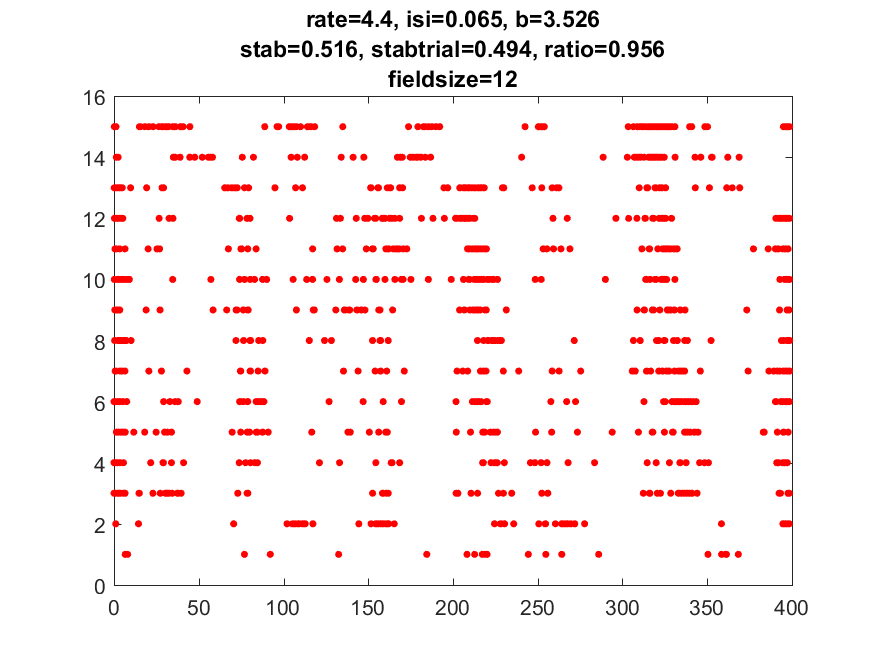 rate=4.4, isi=0.065, b=3.526
stab=0.516, stabtrial=0.494, ratio=0.956
fieldsize=12
16
14
12
10
8
6
4
2
0
0 50 100 150 200 250 300 350 400